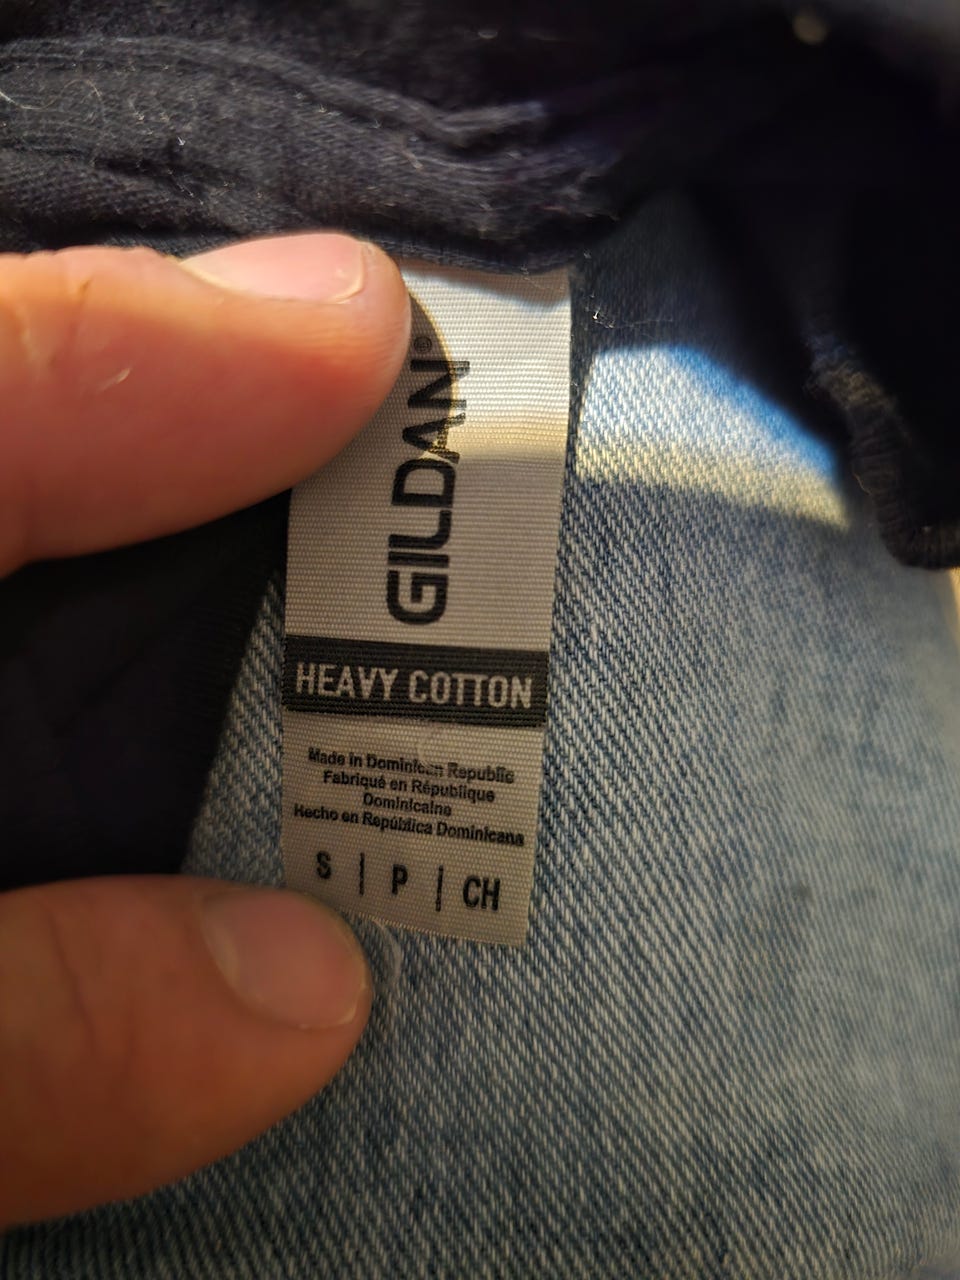 GILDAN®
HEAVY COTTON
Made in Dominican Republic
Fabriqué en République
Dominicaine
Hecho en República Dominicana
S | P | CH